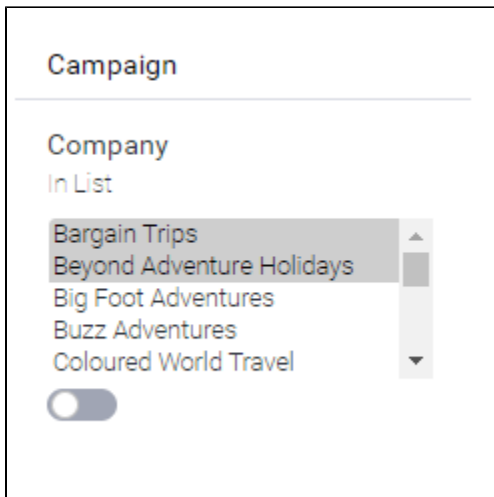 Campaign
Company
In List
Bargain Trips
Beyond Adventure Holidays
Big Foot Adventures
Buzz Adventures
Coloured World Travel